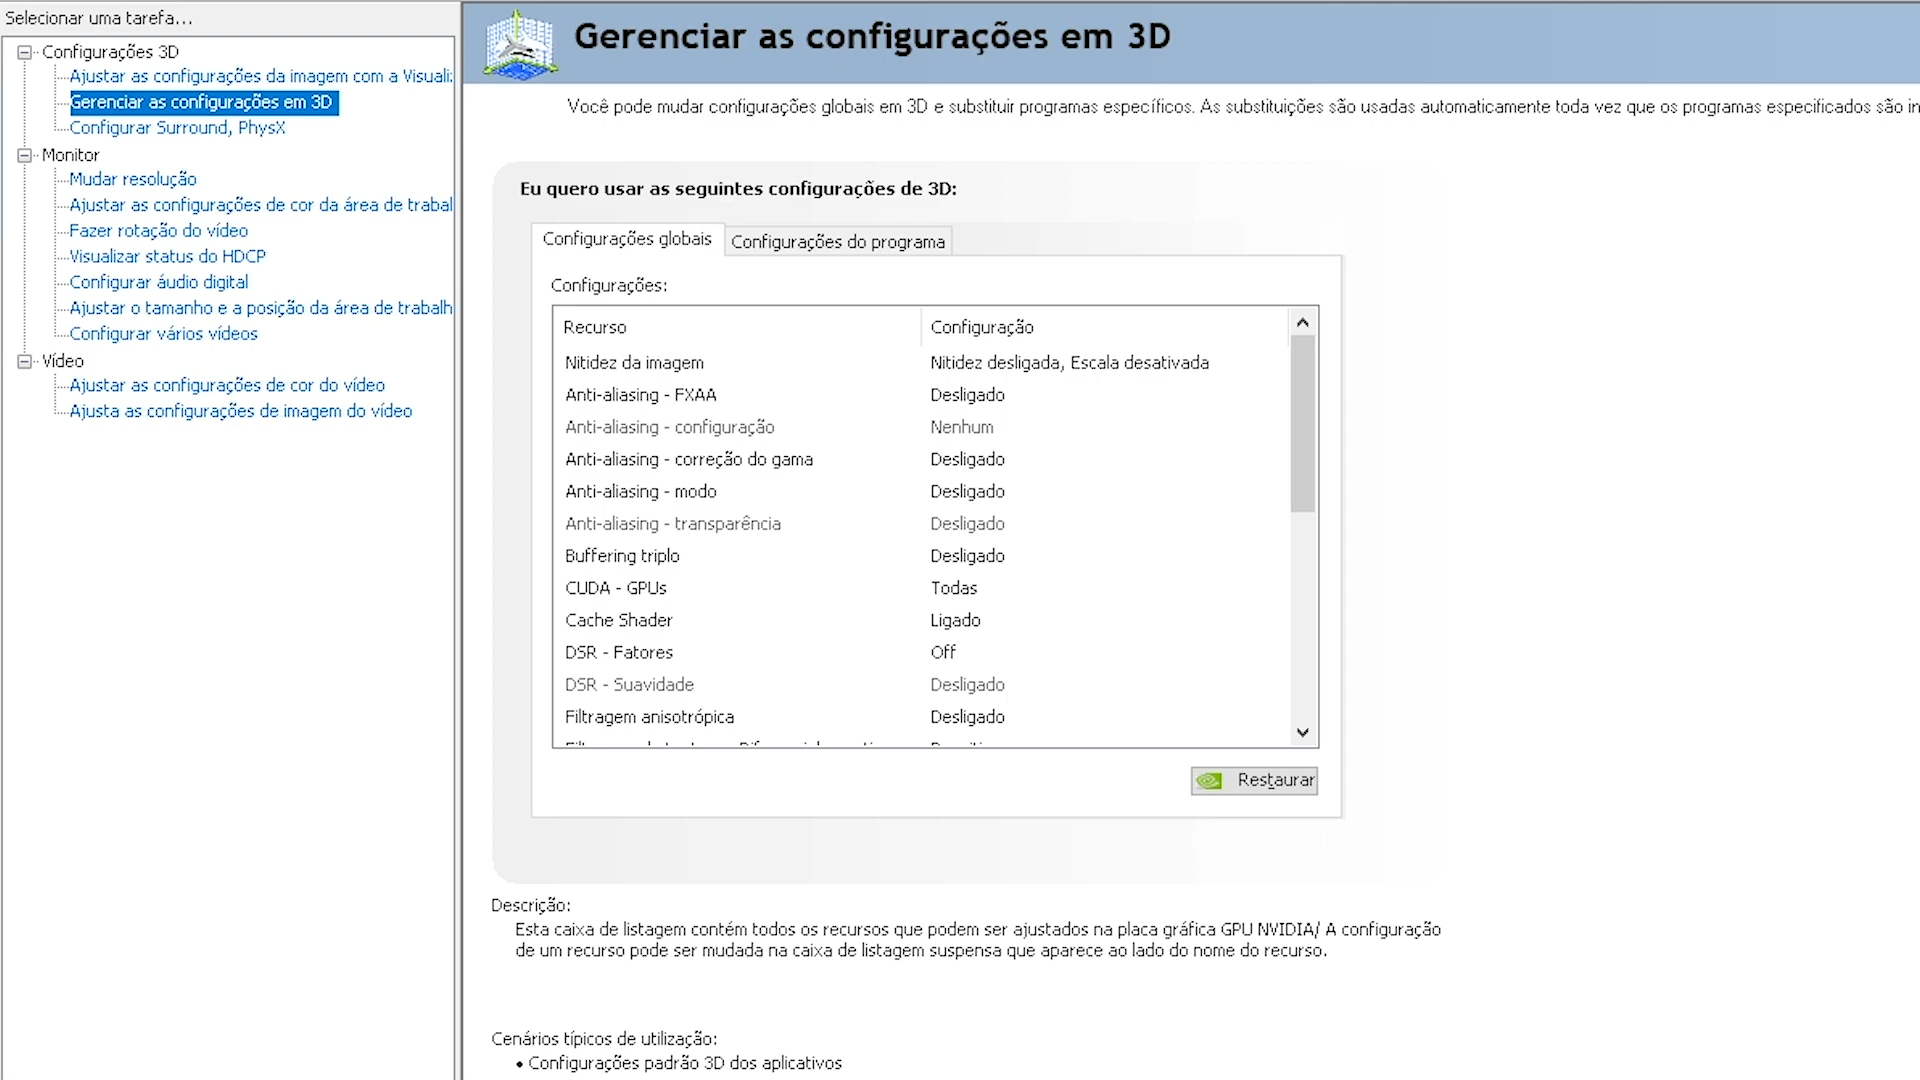 Selecionar uma tarefa...
Configurações 3D
Ajustar as configurações da imagem com a
Gerenciar as configurações em 3D
Configurar Surround, PhysX
Monitor
Mudar resolução
Ajustar as configurações de cor da área de
Fazer rotação do vídeo
Visualizar status do HDCP
Configurar áudio digital
Ajustar o tamanho e a posição da área de
Configurar vários vídeos
Vídeo
Ajustar as configurações de cor do vídeo
Ajusta as configurações de imagem do vídeo
Gerenciar as configurações em 3D
Você pode mudar configurações globais em 3D e substituir programas específicos. As substituições são usadas automaticamente toda vez que os programas especificados são
Eu quero usar as seguintes configurações de 3D:
Configurações globais
Configurações do programa
Configurações:
Recurso Configuração
Nitidez da imagem Nitidez desligada, Escala desativada
Anti-aliasing - FXAA Desligado
Anti-aliasing - configuração Nenhum
Anti-aliasing - correção do gama Desligado
Anti-aliasing - modo Desligado
Anti-aliasing - transparência Desligado
Buffering triplo Desligado
CUDA - GPUs Todas
Cache Shader Ligado
DSR - Fatores Off
DSR - Suavidade Desligado
Filtragem anisotrópica Desligado
Restaurar
Descrição:
Esta caixa de listagem contém todos os recursos que podem ser ajustados na placa gráfica GPU NVIDIA/ A configuração
de um recurso pode ser mudada na caixa de listagem suspensa que aparece ao lado do nome do recurso.
Cenários típicos de utilização:
• Configurações padrão 3D dos aplicativos